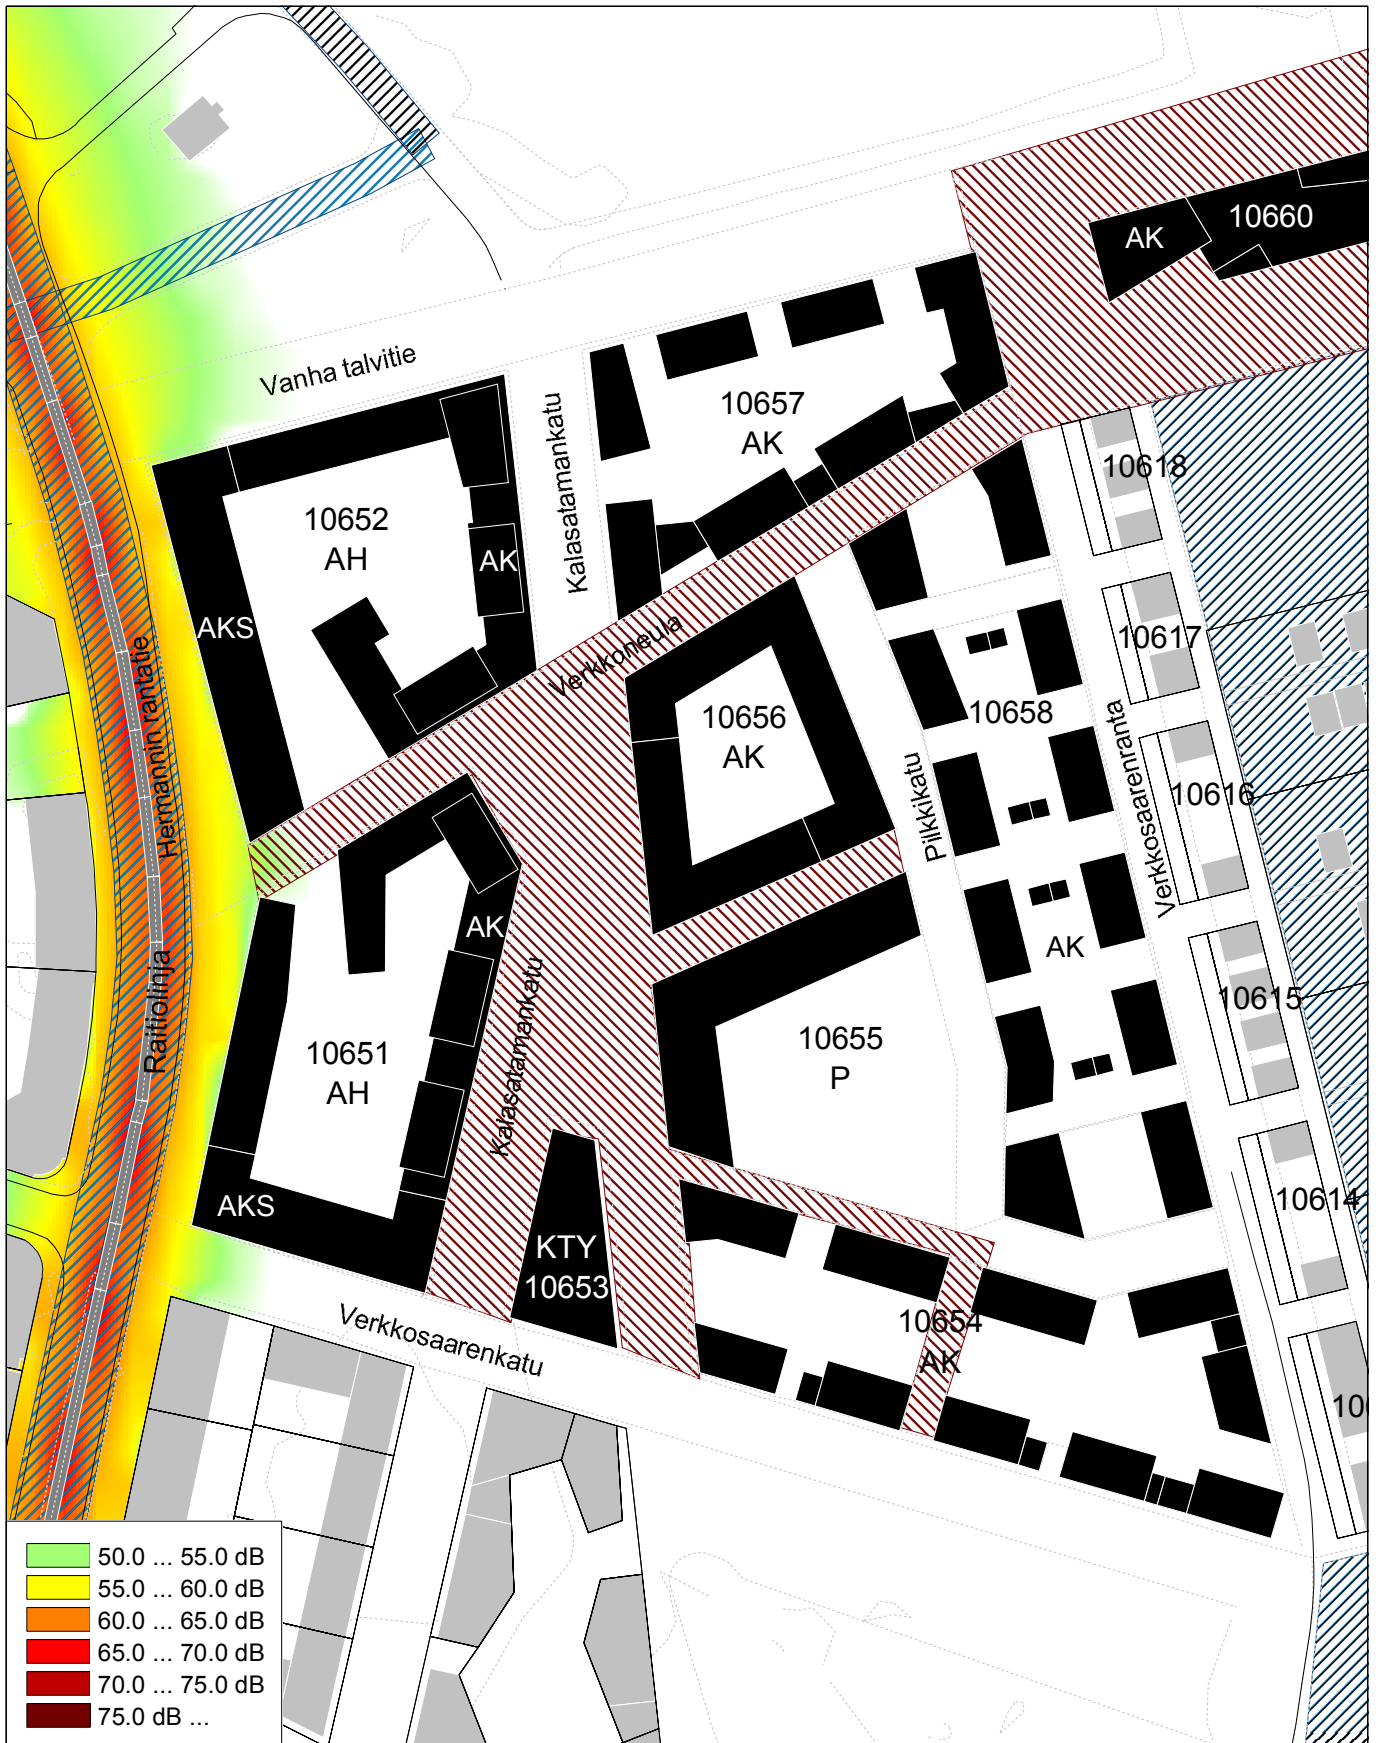 10660
AK
Vanha talvitie
10657
AK
Kalasatamankatu
10618
10652
AH
AK
AKS
Verkkoneula
10617
Hermannin rantatie
10656
AK
10658
Pilkkikatu
Verkkosaarenranta
10616
AK
AK
Kalasatamankatu
Raitiolinja
10615
10651
AH
10655
P
AKS
10614
KTY
10653
Verkkosaarenkatu
10654
AK
50.0 ... 55.0 dB
55.0 ... 60.0 dB
60.0 ... 65.0 dB
65.0 ... 70.0 dB
70.0 ... 75.0 dB
75.0 dB ...